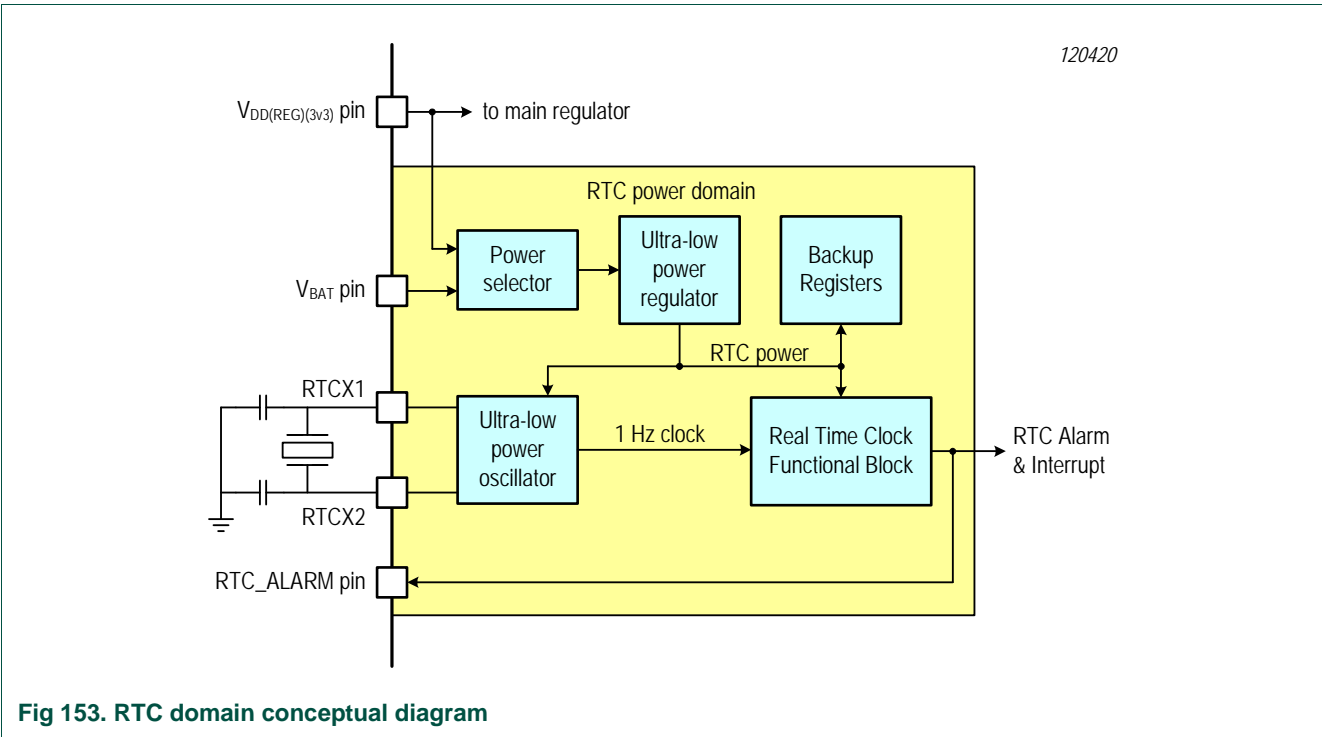 120420
VDD(REG)(3v3) pin
to main regulator
RTC power domain
Power
selector
Ultra-low
power
regulator
Backup
Registers
VBAT pin
RTC power
RTCX1
Ultra-low
power
oscillator
1 Hz clock
Real Time Clock
Functional Block
RTC Alarm
& Interrupt
RTCX2
RTC_ALARM pin
Fig 153. RTC domain conceptual diagram